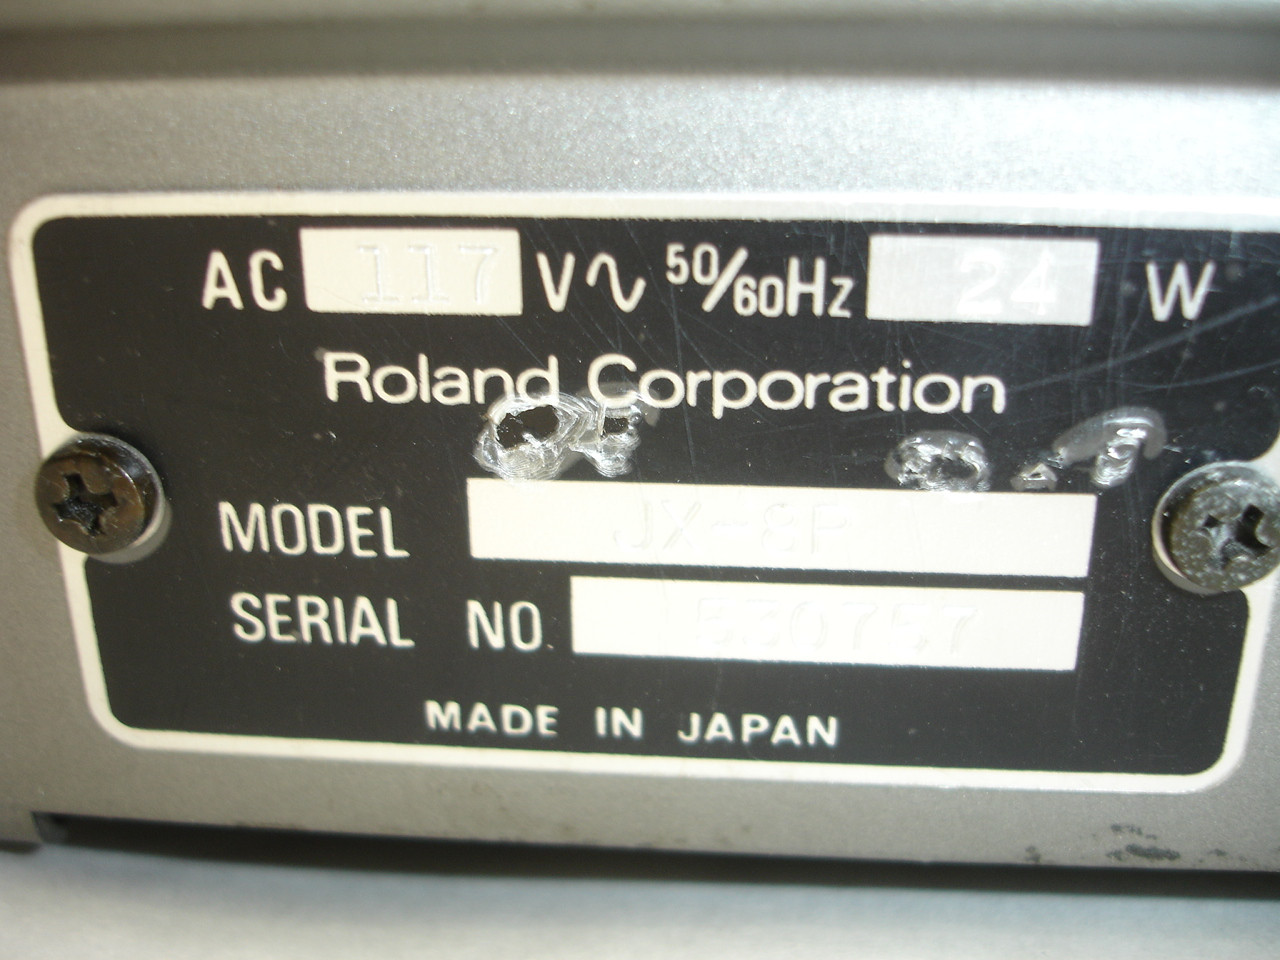 AC 117 V∿ 50/60Hz 24 W
Roland Corporation
MODEL JX-8P
SERIAL NO.
MADE IN JAPAN